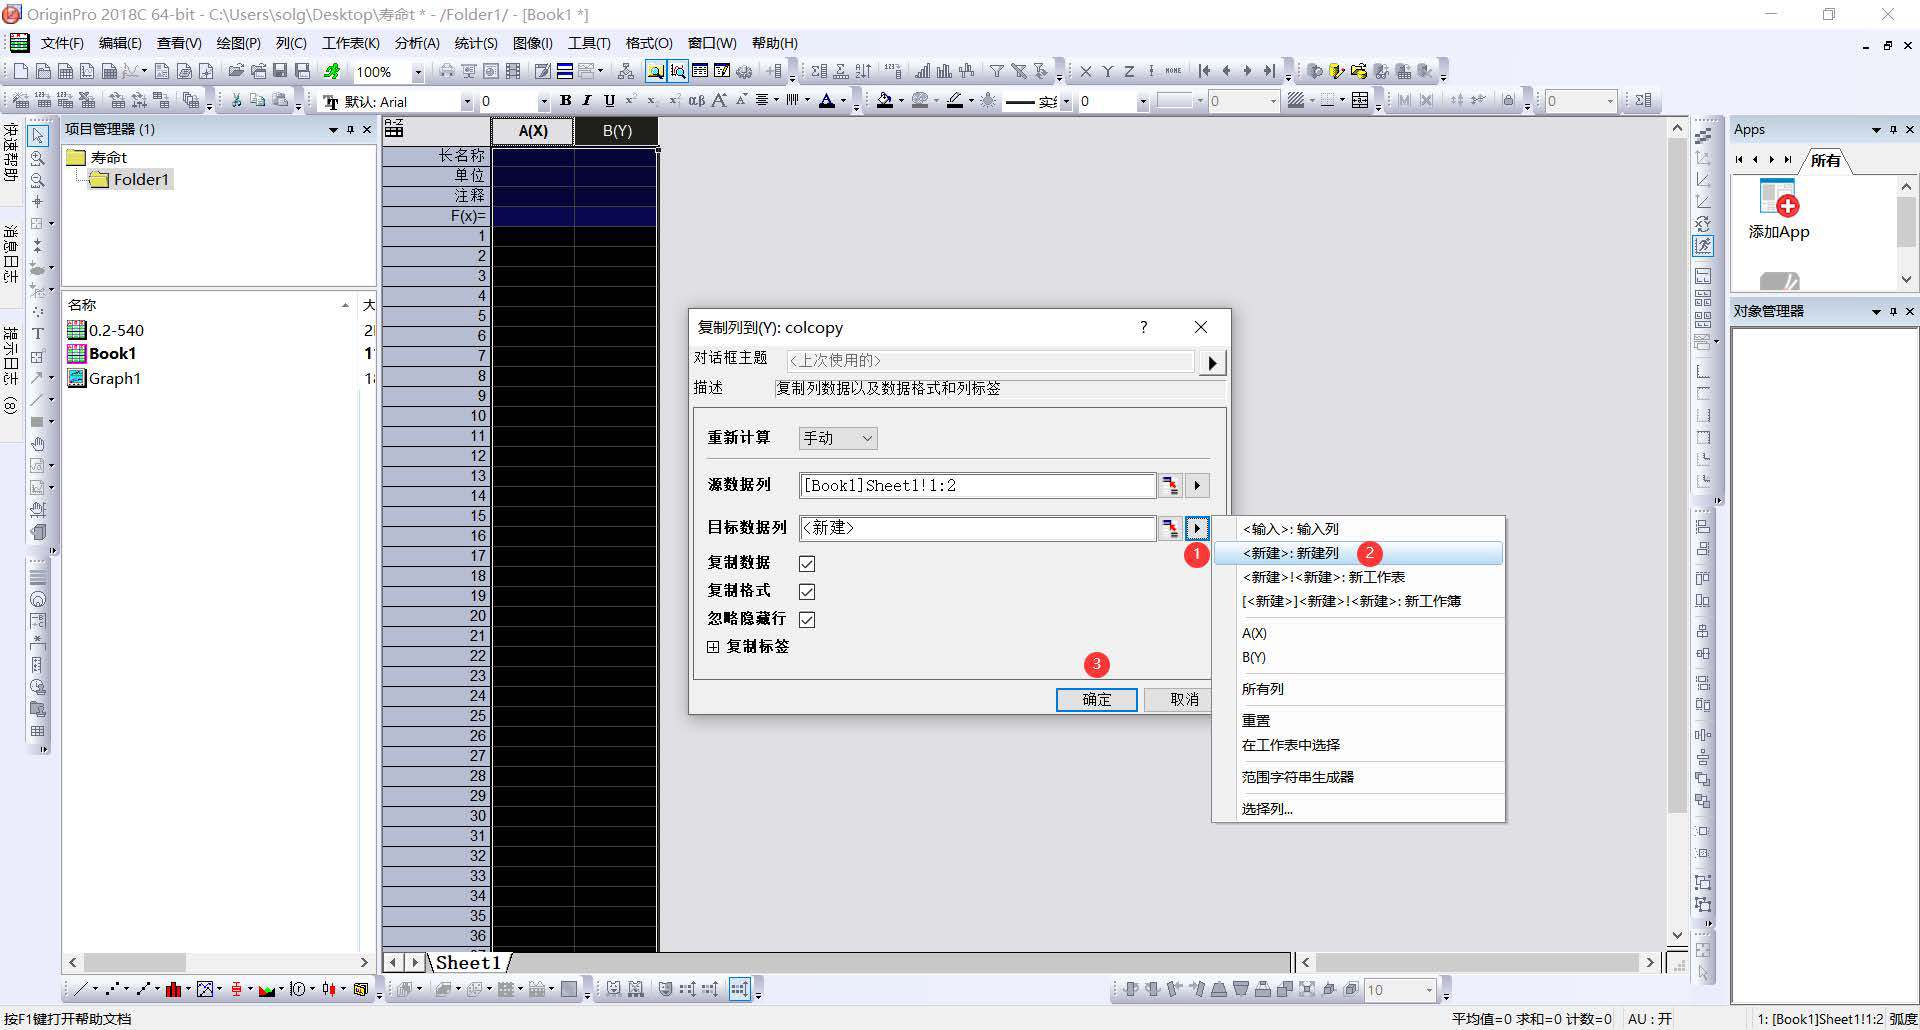 OriginPro 2018C 64-bit - C:\Users\solg\Desktop\寿命t * - /Folder1/ - [Book1 *]
文件(F) 编辑(E) 查看(V) 绘图(P) 列(C) 工作表(K) 分析(A) 统计(S) 图像(I) 工具(T) 格式(O) 窗口(W) 帮助(H)
100%
默认: Arial 0 B I U αβ A 0 0 0
快速帮助
消息日志
提示日志 (8)
项目管理器 (1)
寿命t
Folder1
名称 大
0.2-540
Book1
Graph1
A(X) B(Y)
长名称
单位
注释
F(x)=
1
2
3
4
5
6
7
8
9
10
11
12
13
14
15
16
17
18
19
20
21
22
23
24
25
26
27
28
29
30
31
32
33
34
35
36
Sheet1
复制列到(Y): colcopy ?
对话框主题 <上次使用的>
描述 复制列数据以及数据格式和列标签
重新计算 手动
源数据列 [Book1]Sheet1!1:2
目标数据列 <新建>
复制数据
复制格式
忽略隐藏行
复制标签
确定 取消
1
2
3
<输入>: 输入列
<新建>: 新建列
<新建>!<新建>: 新工作表
[<新建>]<新建>!<新建>: 新工作簿
A(X)
B(Y)
所有列
重置
在工作表中选择
范围字符串生成器
选择列...
Apps
所有
添加App
对象管理器
10
按F1键打开帮助文档
平均值=0 求和=0 计数=0 AU : 开 1: [Book1]Sheet1!1:2 弧度